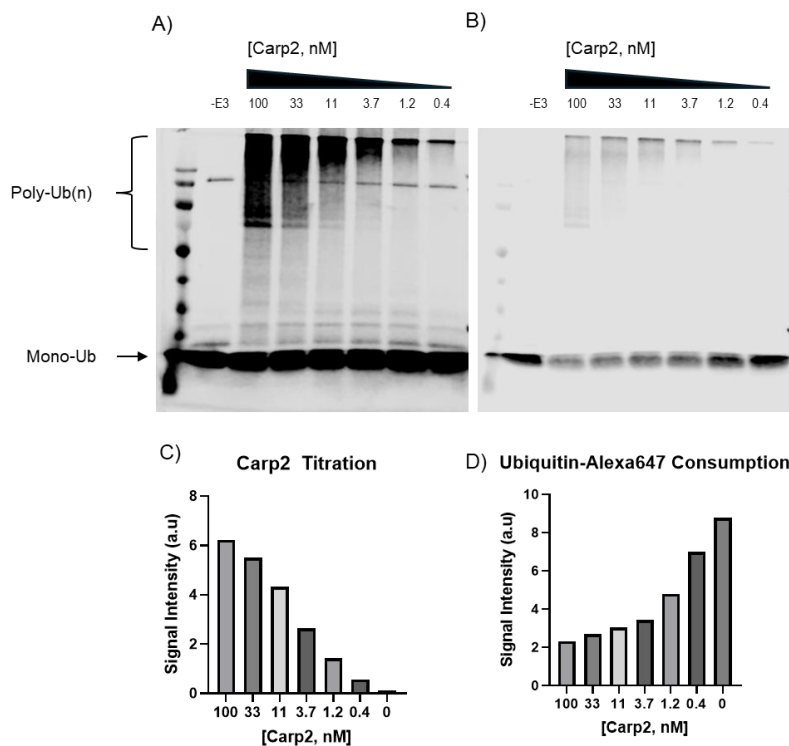 A)
[Carp2, nM]
-E3 100 33 11 3.7 1.2 0.4
B)
[Carp2, nM]
-E3 100 33 11 3.7 1.2 0.4
Poly-Ub(n)
Mono-Ub
C)
Carp2 Titration
Signal Intensity (a.u)
8
6
4
2
0
100 33 11 3.7 1.2 0.4 0
[Carp2, nM]
D)
Ubiquitin-Alexa647 Consumption
Signal Intensity (a.u)
10
8
6
4
2
0
100 33 11 3.7 1.2 0.4 0
[Carp2, nM]